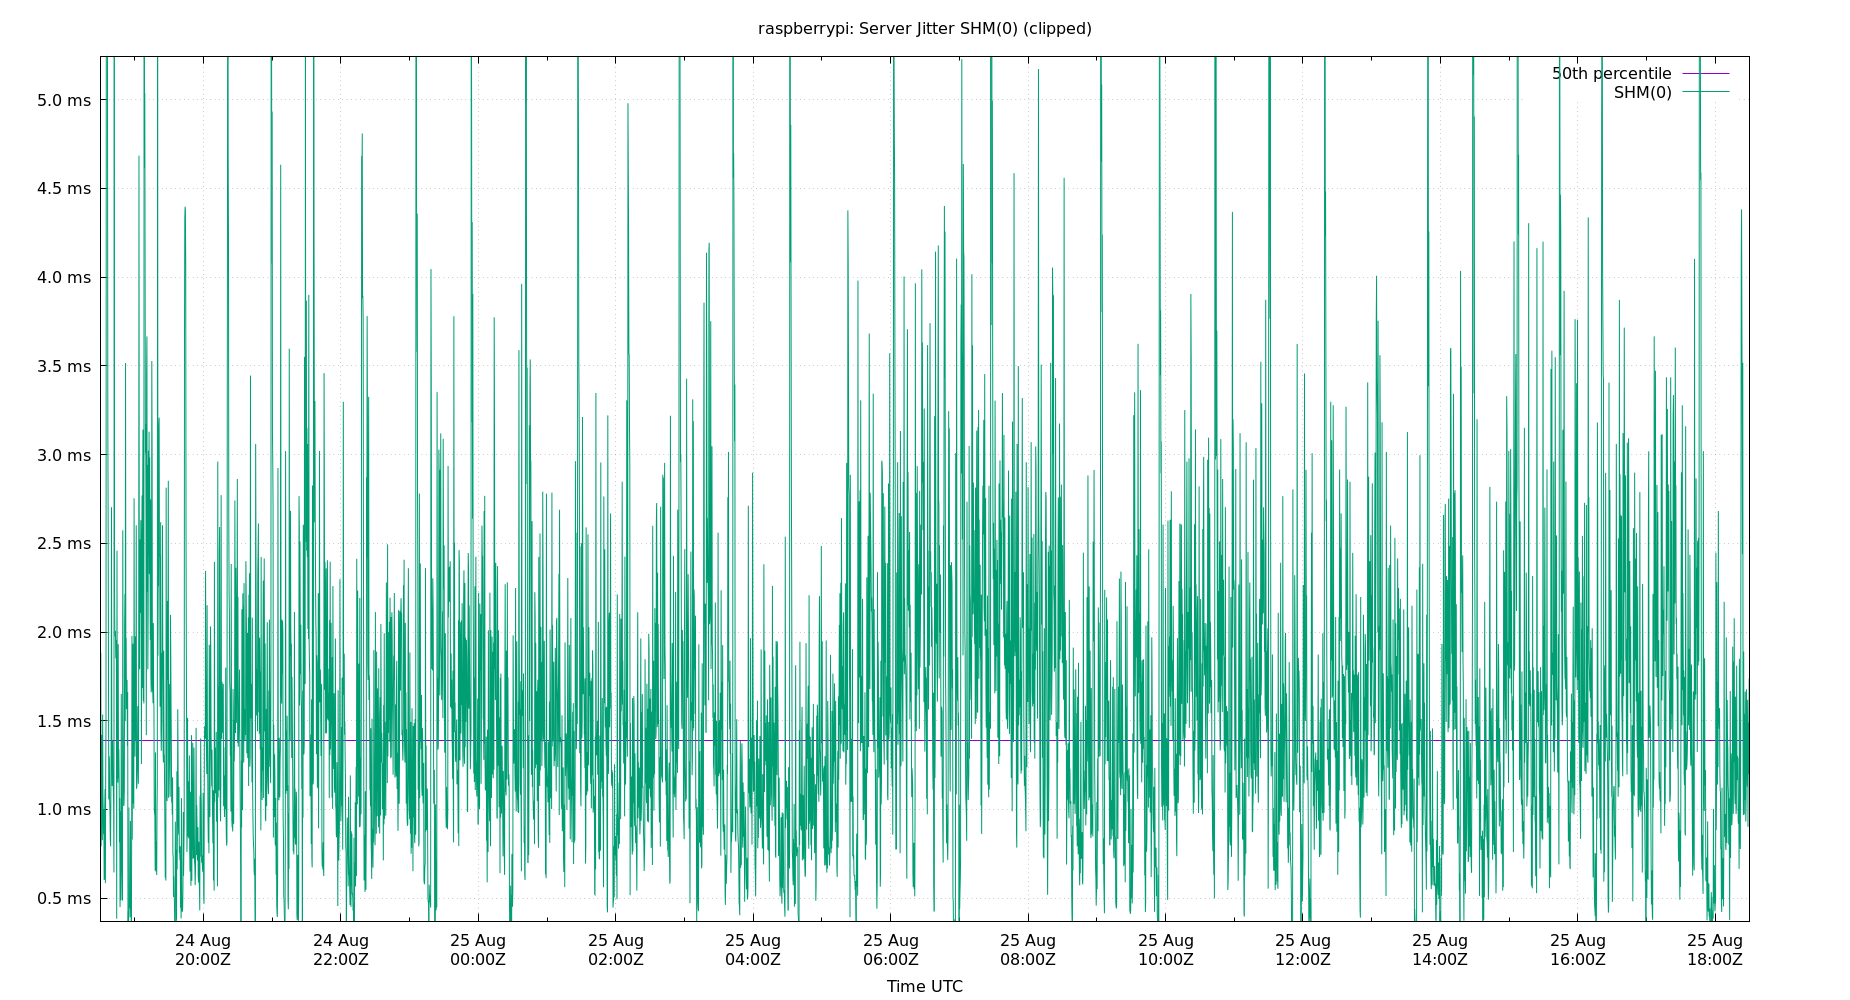 raspberrypi: Server Jitter SHM(0) (clipped)
50th percentile
SHM(0)
5.0 ms
4.5 ms
4.0 ms
3.5 ms
3.0 ms
2.5 ms
2.0 ms
1.5 ms
1.0 ms
0.5 ms
24 Aug 24 Aug 25 Aug 25 Aug 25 Aug 25 Aug 25 Aug 25 Aug 25 Aug 25 Aug 25 Aug 25 Aug
20:00Z 22:00Z 00:00Z 02:00Z 04:00Z 06:00Z 08:00Z 10:00Z 12:00Z 14:00Z 16:00Z 18:00Z
Time UTC